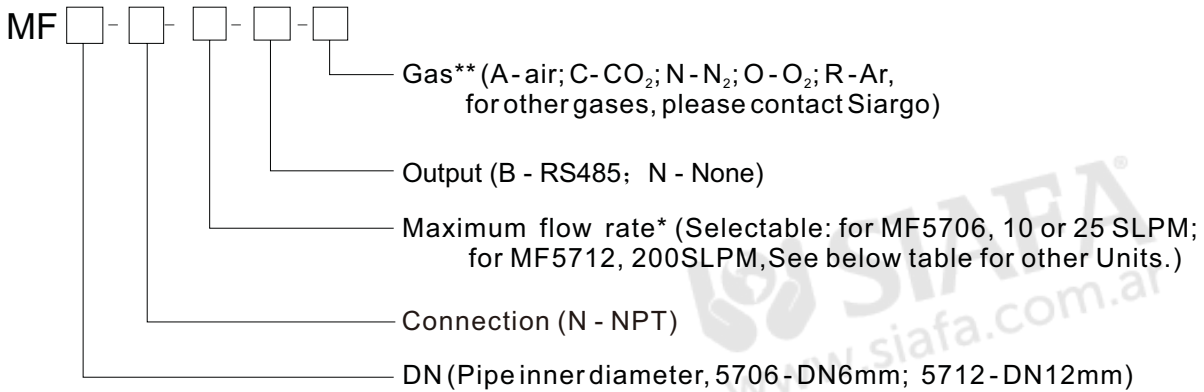 MF □ - □ - □ - □ - □
Gas** (A - air; C - CO₂; N - N₂; O - O₂; R - Ar,
for other gases, please contact Siargo)
Output (B - RS485；N - None)
Maximum flow rate* (Selectable: for MF5706, 10 or 25 SLPM;
for MF5712, 200SLPM,See below table for other Units.)
Connection (N - NPT)
DN (Pipe inner diameter, 5706 - DN6mm; 5712 - DN12mm)
SIAFA®
www.siafa.com.ar